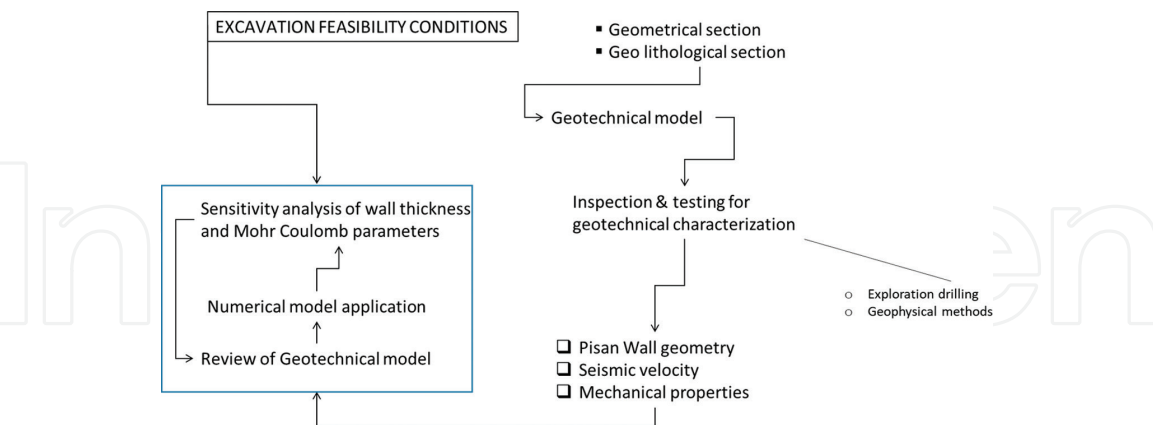 EXCAVATION FEASIBILITY CONDITIONS
▪ Geometrical section
▪ Geo lithological section
Geotechnical model
Inspection & testing for
geotechnical characterization
○ Exploration drilling
○ Geophysical methods
❑ Pisan Wall geometry
❑ Seismic velocity
❑ Mechanical properties
Sensitivity analysis of wall thickness
and Mohr Coulomb parameters
Numerical model application
Review of Geotechnical model
In
en